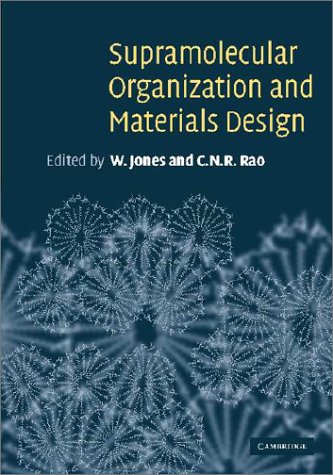 Supramolecular
Organization and
Materials Design
Edited by W. Jones and C.N.R. Rao
CAMBRIDGE